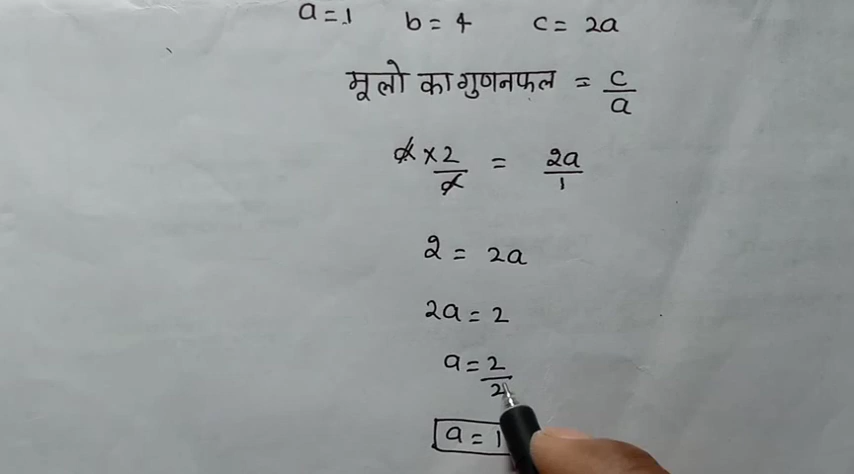 a = 1 b = 4 c = 2a
मूलो का गुणनफल = c/a
α × 2/α = 2a/1
2 = 2a
2a = 2
a = 2/2
a = 1